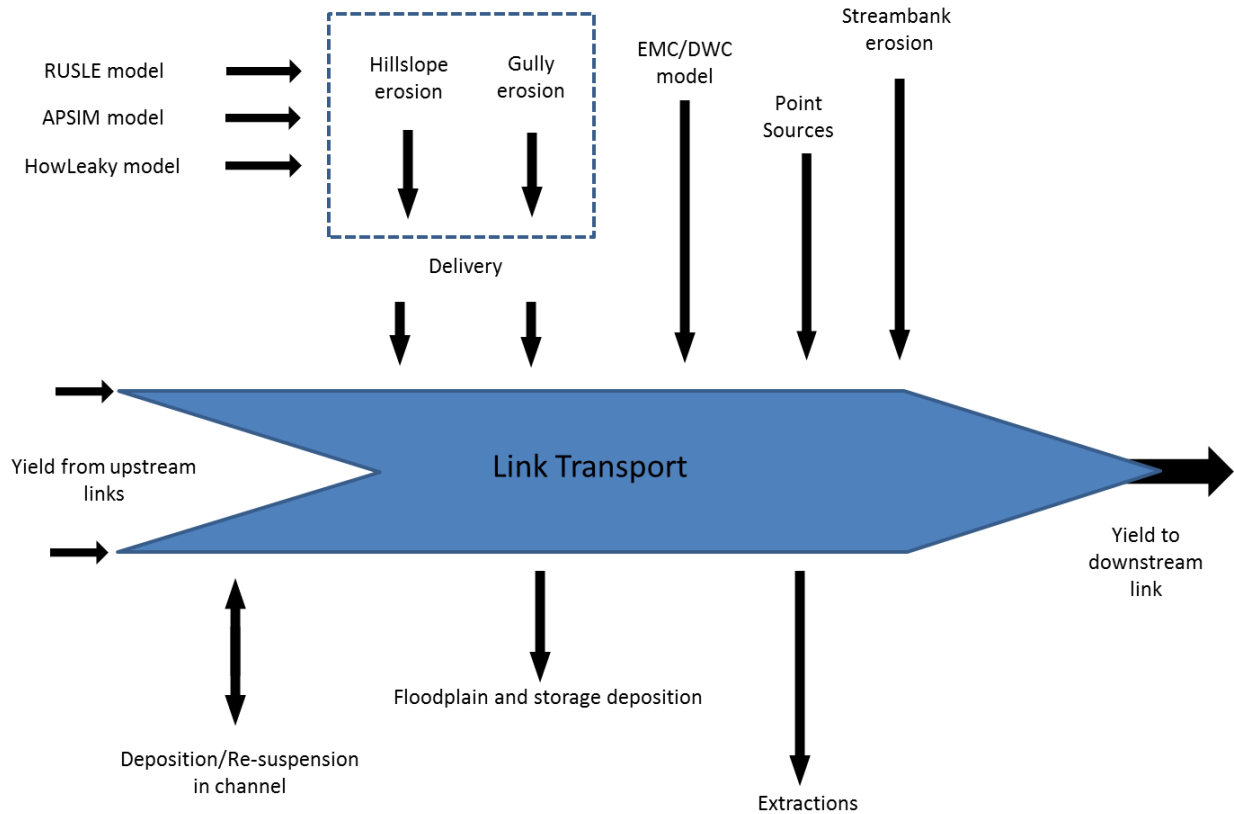 RUSLE model
APSIM model
HowLeaky model
Hillslope
erosion
Gully
erosion
EMC/DWC
model
Point
Sources
Streambank
erosion
Delivery
Yield from upstream
links
Link Transport
Yield to
downstream
link
Deposition/Re-suspension
in channel
Floodplain and storage deposition
Extractions